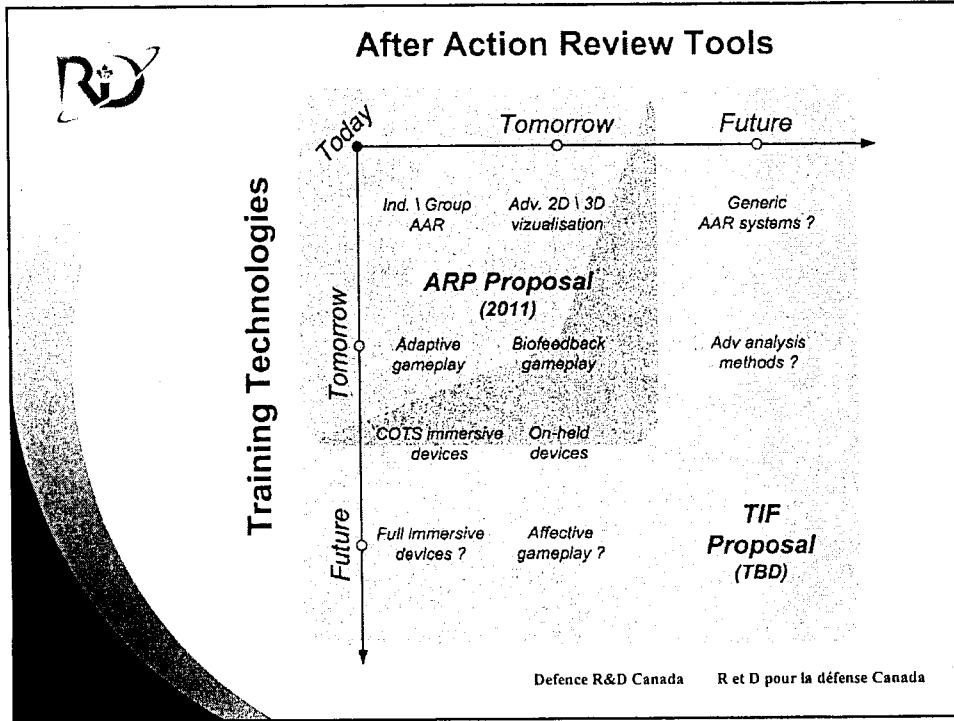 After Action Review Tools
R&D
Today
Tomorrow
Future
Training Technologies
Ind. \ Group
AAR
Adv. 2D \ 3D
vizualisation
Generic
AAR systems ?
ARP Proposal
(2011)
Tomorrow
Adaptive
gameplay
Biofeedback
gameplay
Adv analysis
methods ?
COTS immersive
devices
On-held
devices
Future
Full immersive
devices ?
Affective
gameplay ?
TIF
Proposal
(TBD)
Defence R&D Canada R et D pour la défense Canada